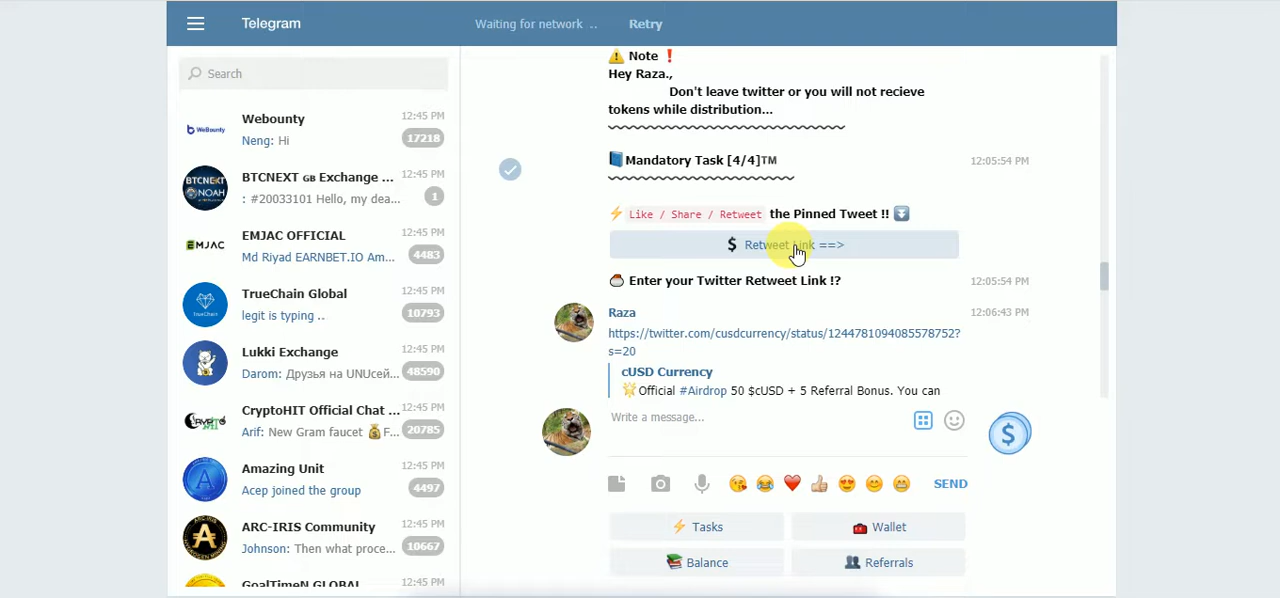 Telegram
Waiting for network ..
Retry
Search
Webounty
12:45 PM
Neng: Hi
17218
BTCNEXT GB Exchange ...
12:45 PM
: #20033101 Hello, my dea...
1
EMJAC OFFICIAL
12:45 PM
Md Riyad EARNBET.IO Am...
4483
TrueChain Global
12:45 PM
legit is typing ..
10793
Lukki Exchange
12:45 PM
Darom: Друзья на UNUсей...
48590
CryptoHIT Official Chat ...
12:45 PM
Arif: New Gram faucet 💰F...
20785
Amazing Unit
12:45 PM
Acep joined the group
4497
ARC-IRIS Community
12:45 PM
Johnson: Then what proce...
10667
GoalTimeN GLOBAL
12:45 PM
⚠️ Note ❗
Hey Raza.,
Don't leave twitter or you will not recieve
tokens while distribution...
📘Mandatory Task [4/4]™
12:05:54 PM
⚡ Like / Share / Retweet the Pinned Tweet !! ⏬
💲 Retweet Link ==>
Enter your Twitter Retweet Link !?
12:05:54 PM
Raza
12:06:43 PM
https://twitter.com/cusdcurrency/status/1244781094085578752?
s=20
cUSD Currency
🌟Official #Airdrop 50 $cUSD + 5 Referral Bonus. You can
Write a message...
SEND
⚡ Tasks
🧰 Wallet
📚 Balance
👥 Referrals
WeBounty
BTCNEXT
NOAH
EMJAC
TrueChain